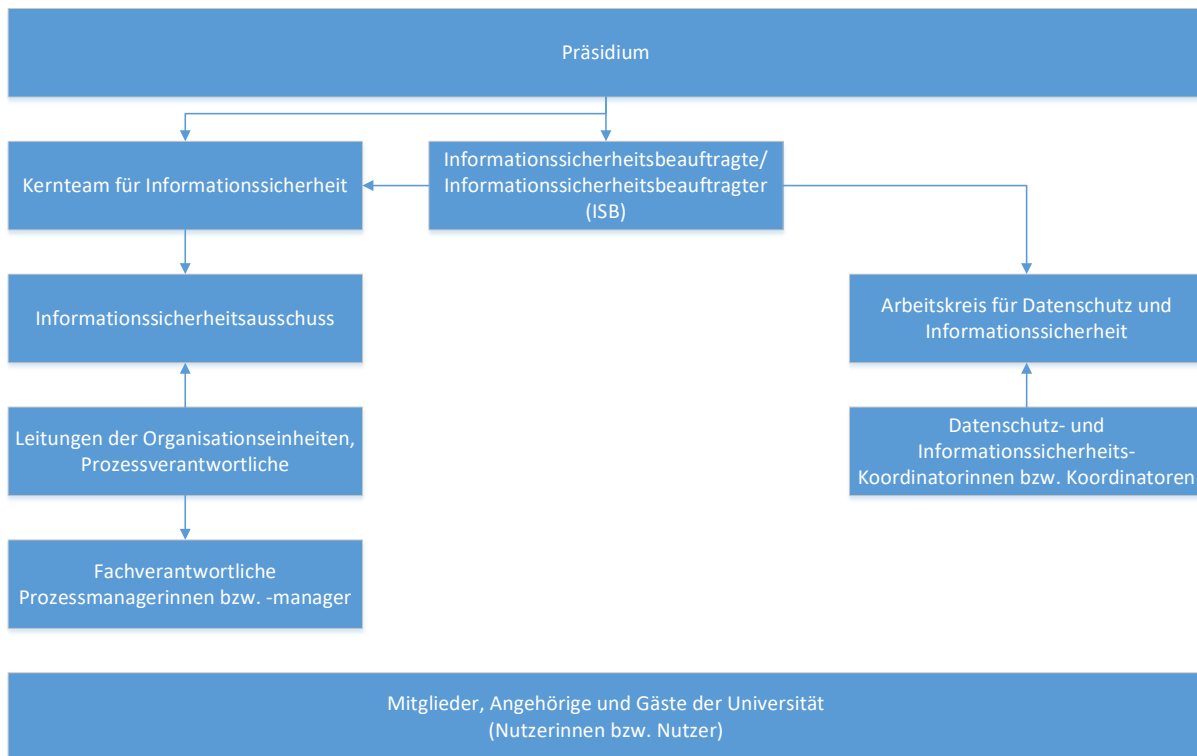 Präsidium
Kernteam für Informationssicherheit
Informationssicherheitsbeauftragte/
Informationssicherheitsbeauftragter
(ISB)
Informationssicherheitsausschuss
Arbeitskreis für Datenschutz und
Informationssicherheit
Leitungen der Organisationseinheiten,
Prozessverantwortliche
Datenschutz- und
Informationssicherheits-
Koordinatorinnen bzw. Koordinatoren
Fachverantwortliche
Prozessmanagerinnen bzw. -manager
Mitglieder, Angehörige und Gäste der Universität
(Nutzerinnen bzw. Nutzer)